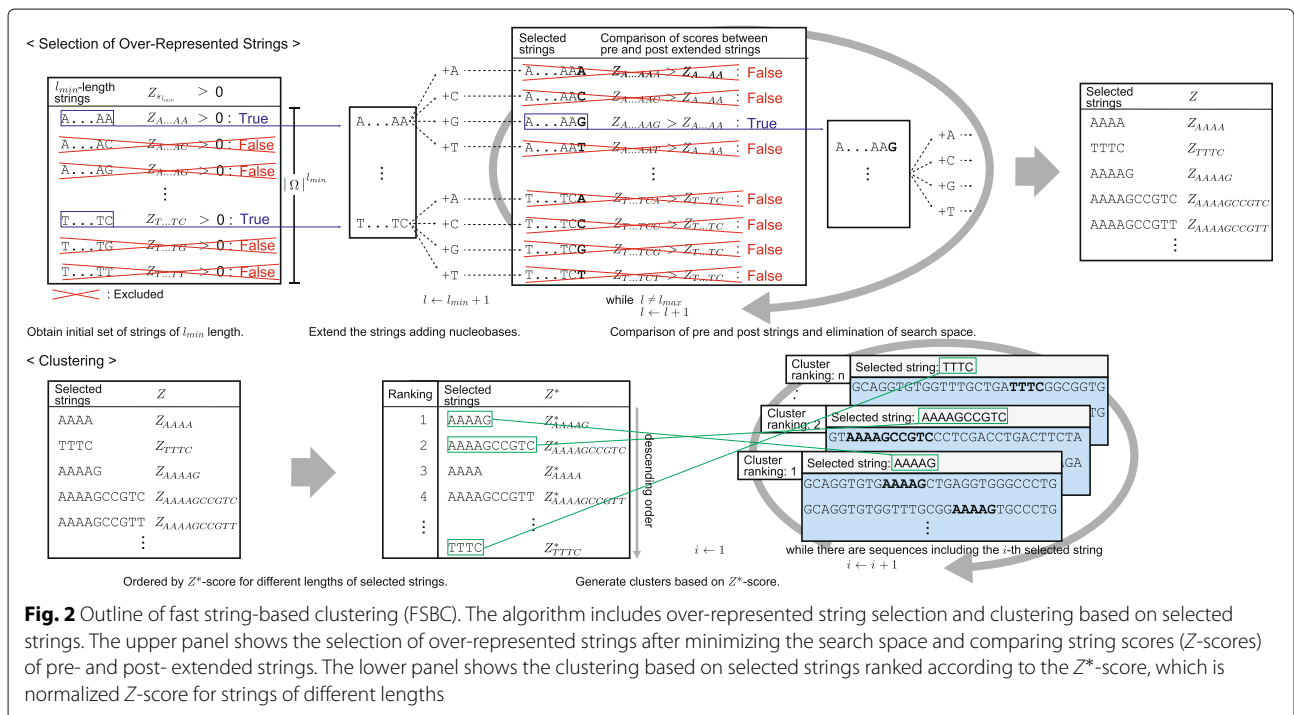 < Selection of Over-Represented Strings >
l_min-length strings Z_{s_{l_min}} > 0
A...AA Z_{A...AA} > 0 : True
A...AC Z_{A...AC} > 0 : False
A...AG Z_{A...AG} > 0 : False
⋮
T...TC Z_{T...TC} > 0 : True
T...TG Z_{T...TG} > 0 : False
T...TT Z_{T...TT} > 0 : False
: Excluded
|Ω|^{l_min}
A...AA
⋮
T...TC
+A
+C
+G
+T
+A
+C
+G
+T
l ← l_min + 1
Selected strings Comparison of scores between pre and post extended strings
A...AAA Z_{A...AAA} > Z_{A...AA} : False
A...AAC Z_{A...AAC} > Z_{A...AA} : False
A...AAG Z_{A...AAG} > Z_{A...AA} : True
A...AAT Z_{A...AAT} > Z_{A...AA} : False
⋮
T...TCA Z_{T...TCA} > Z_{T...TC} : False
T...TCC Z_{T...TCC} > Z_{T...TC} : False
T...TCG Z_{T...TCG} > Z_{T...TC} : False
T...TCT Z_{T...TCT} > Z_{T...TC} : False
while l ≠ l_max
l ← l + 1
A...AAG
⋮
+A
+C
+G
+T
Selected strings Z
AAAA Z_{AAAA}
TTTC Z_{TTTC}
AAAAG Z_{AAAAG}
AAAAGCCGTC Z_{AAAAGCCGTC}
AAAAGCCGTT Z_{AAAAGCCGTT}
⋮
Obtain initial set of strings of l_min length.
Extend the strings adding nucleobases.
Comparison of pre and post strings and elimination of search space.
< Clustering >
Selected strings Z
AAAA Z_{AAAA}
TTTC Z_{TTTC}
AAAAG Z_{AAAAG}
AAAAGCCGTC Z_{AAAAGCCGTC}
AAAAGCCGTT Z_{AAAAGCCGTT}
⋮
Ranking Selected strings Z*
1 AAAAG Z*_{AAAAG}
2 AAAAGCCGTC Z*_{AAAAGCCGTC}
3 AAAA Z*_{AAAA}
4 AAAAGCCGTT Z*_{AAAAGCCGTT}
⋮ ⋮
TTTC Z*_{TTTC}
descending order
i ← 1
Cluster ranking: n
Selected string: TTTC
GCAGGTGTGGTTTGCTGATTTCGGCGGTG
TG
⋮
Cluster ranking: 2
Selected string: AAAAGCCGTC
GTAAAAGCCGTCCCTCGACCTGACTTCTA
GA
Cluster ranking: 1
Selected string: AAAAG
GCAGGTGTGAAAAGCTGAGGTGGGCCCTG
GCAGGTGTGGTTTGCGGAAAAGTGCCCTG
⋮
while there are sequences including the i-th selected string
i ← i + 1
Ordered by Z*-score for different lengths of selected strings.
Generate clusters based on Z*-score.
Fig. 2 Outline of fast string-based clustering (FSBC). The algorithm includes over-represented string selection and clustering based on selected
strings. The upper panel shows the selection of over-represented strings after minimizing the search space and comparing string scores (Z-scores)
of pre- and post- extended strings. The lower panel shows the clustering based on selected strings ranked according to the Z*-score, which is
normalized Z-score for strings of different lengths